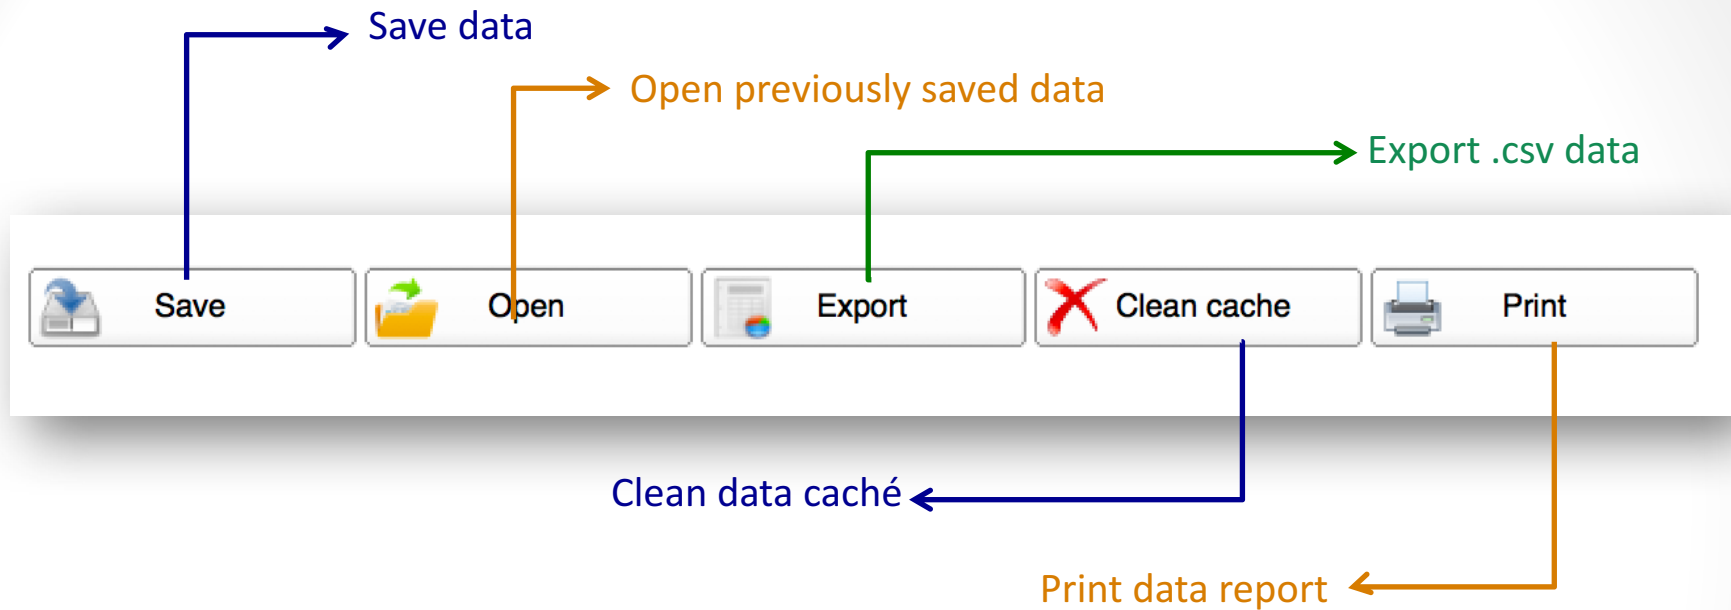 Save data
Open previously saved data
Export .csv data
Save
Open
Export
Clean cache
Print
Clean data caché
Print data report